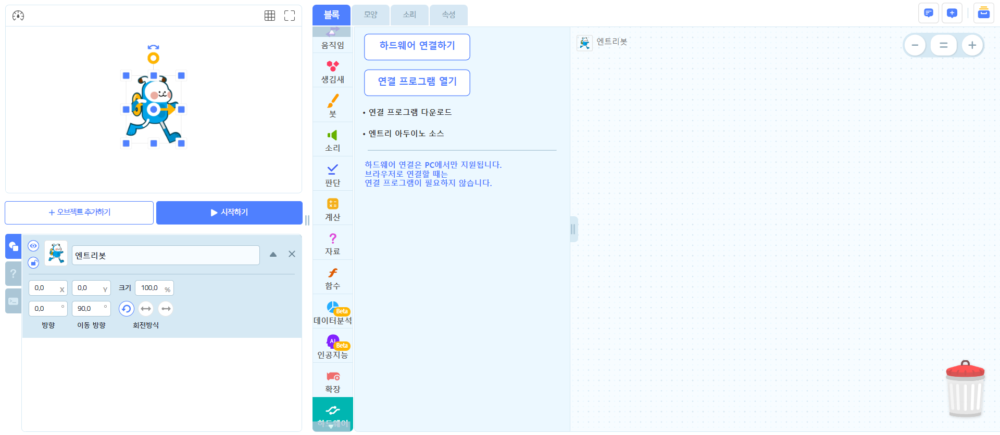 블록
모양
소리
속성
움직임
생김새
붓
소리
판단
계산
자료
함수
Beta
데이터분석
AI
Beta
인공지능
확장
하드웨어
하드웨어 연결하기
연결 프로그램 열기
• 연결 프로그램 다운로드
• 엔트리 아두이노 소스
하드웨어 연결은 PC에서만 지원됩니다.
브라우저로 연결할 때는
연결 프로그램이 필요하지 않습니다.
엔트리봇
+ 오브젝트 추가하기
시작하기
엔트리봇
0.0 X
0.0 Y
크기 100.0 %
0.0 °
90.0 °
방향
이동 방향
회전방식